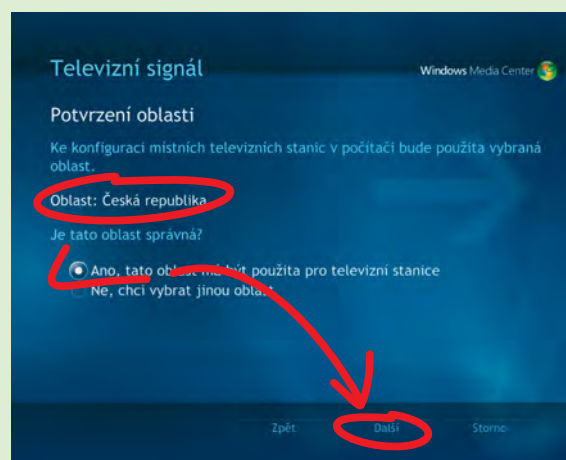 Televizní signál
Windows Media Center
Potvrzení oblasti
Ke konfiguraci místních televizních stanic v počítači bude použita vybraná
oblast.
Oblast: Česká republika
Je tato oblast správná?
Ano, tato oblast má být použita pro televizní stanice
Ne, chci vybrat jinou oblast
Zpět Další Storno